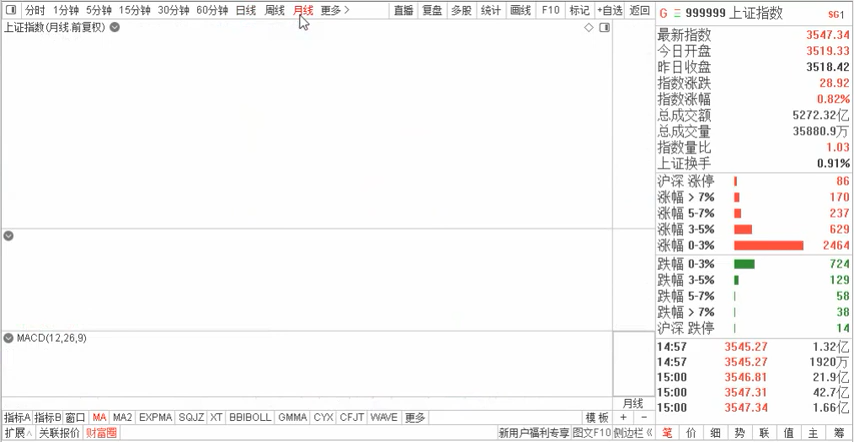 分时 1分钟 5分钟 15分钟 30分钟 60分钟 日线 周线 月线 更多 直播 复盘 多股 统计 画线 F10 标记 +自选 返回
上证指数(月线.前复权)
MACD(12,26,9)
月线
指标A 指标B 窗口 MA MA2 EXPMA SQJZ XT BBIBOLL GMMA CYX CFJT WAVE 更多 模板 + -
扩展∧ 关联报价 财富圈 新用户福利专享 图文F10 侧边栏《
G 999999 上证指数 SG1
最新指数 3547.34
今日开盘 3519.33
昨日收盘 3518.42
指数涨跌 28.92
指数涨幅 0.82%
总成交额 5272.32亿
总成交量 35880.9万
指数量比 1.03
上证换手 0.91%
沪深 涨停 86
涨幅 > 7% 170
涨幅 5-7% 237
涨幅 3-5% 629
涨幅 0-3% 2464
跌幅 0-3% 724
跌幅 3-5% 129
跌幅 5-7% 58
跌幅 > 7% 38
沪深 跌停 14
14:57 3545.27 1.32亿
14:57 3545.27 1920万
15:00 3546.81 21.9亿
15:00 3547.31 42.7亿
15:00 3547.34 1.66亿
笔 价 细 势 联 值 主 筹